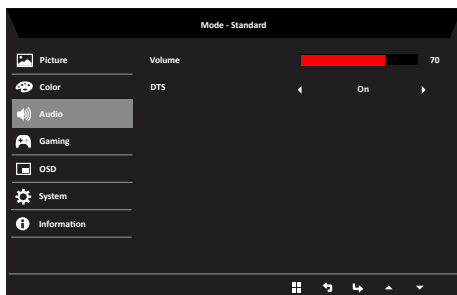 Mode - Standard
Picture
Volume 70
Color
DTS On
Audio
Gaming
OSD
System
Information